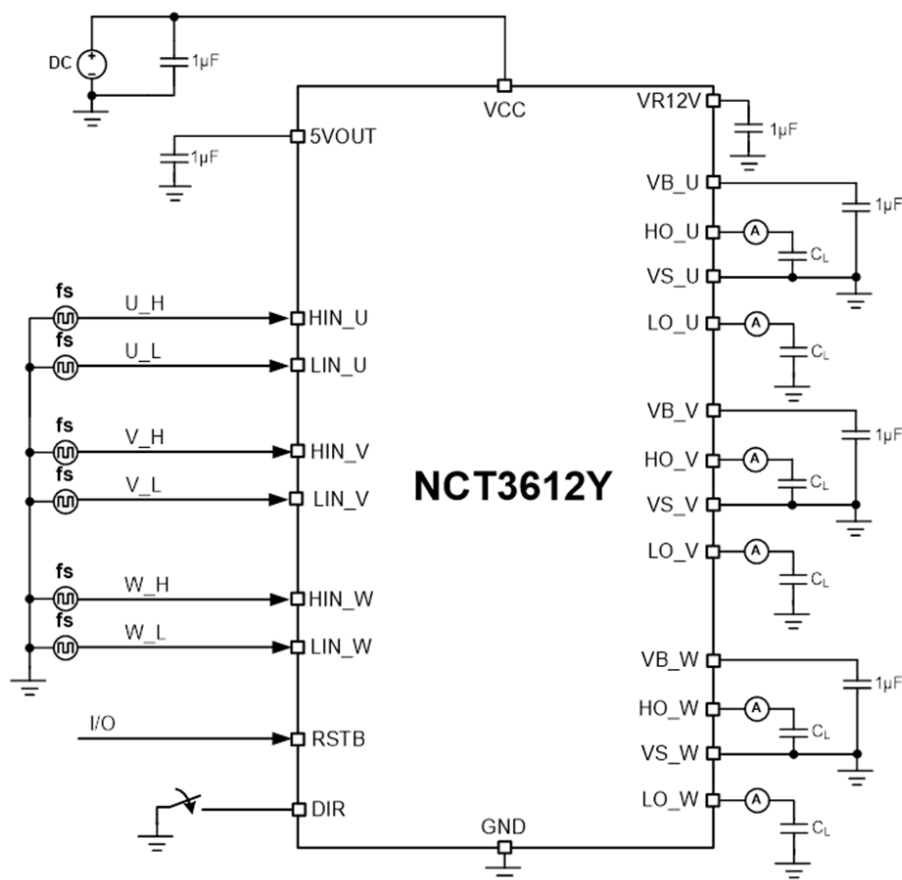 DC
1µF
VCC
VR12V
1µF
5VOUT
1µF
VB_U
1µF
HO_U
A
CL
VS_U
fs
U_H
HIN_U
LO_U
A
CL
fs
U_L
LIN_U
VB_V
1µF
fs
V_H
HIN_V
HO_V
A
CL
fs
V_L
LIN_V
NCT3612Y
VS_V
LO_V
A
CL
fs
W_H
HIN_W
fs
W_L
LIN_W
VB_W
1µF
HO_W
A
CL
I/O
RSTB
VS_W
DIR
LO_W
A
CL
GND